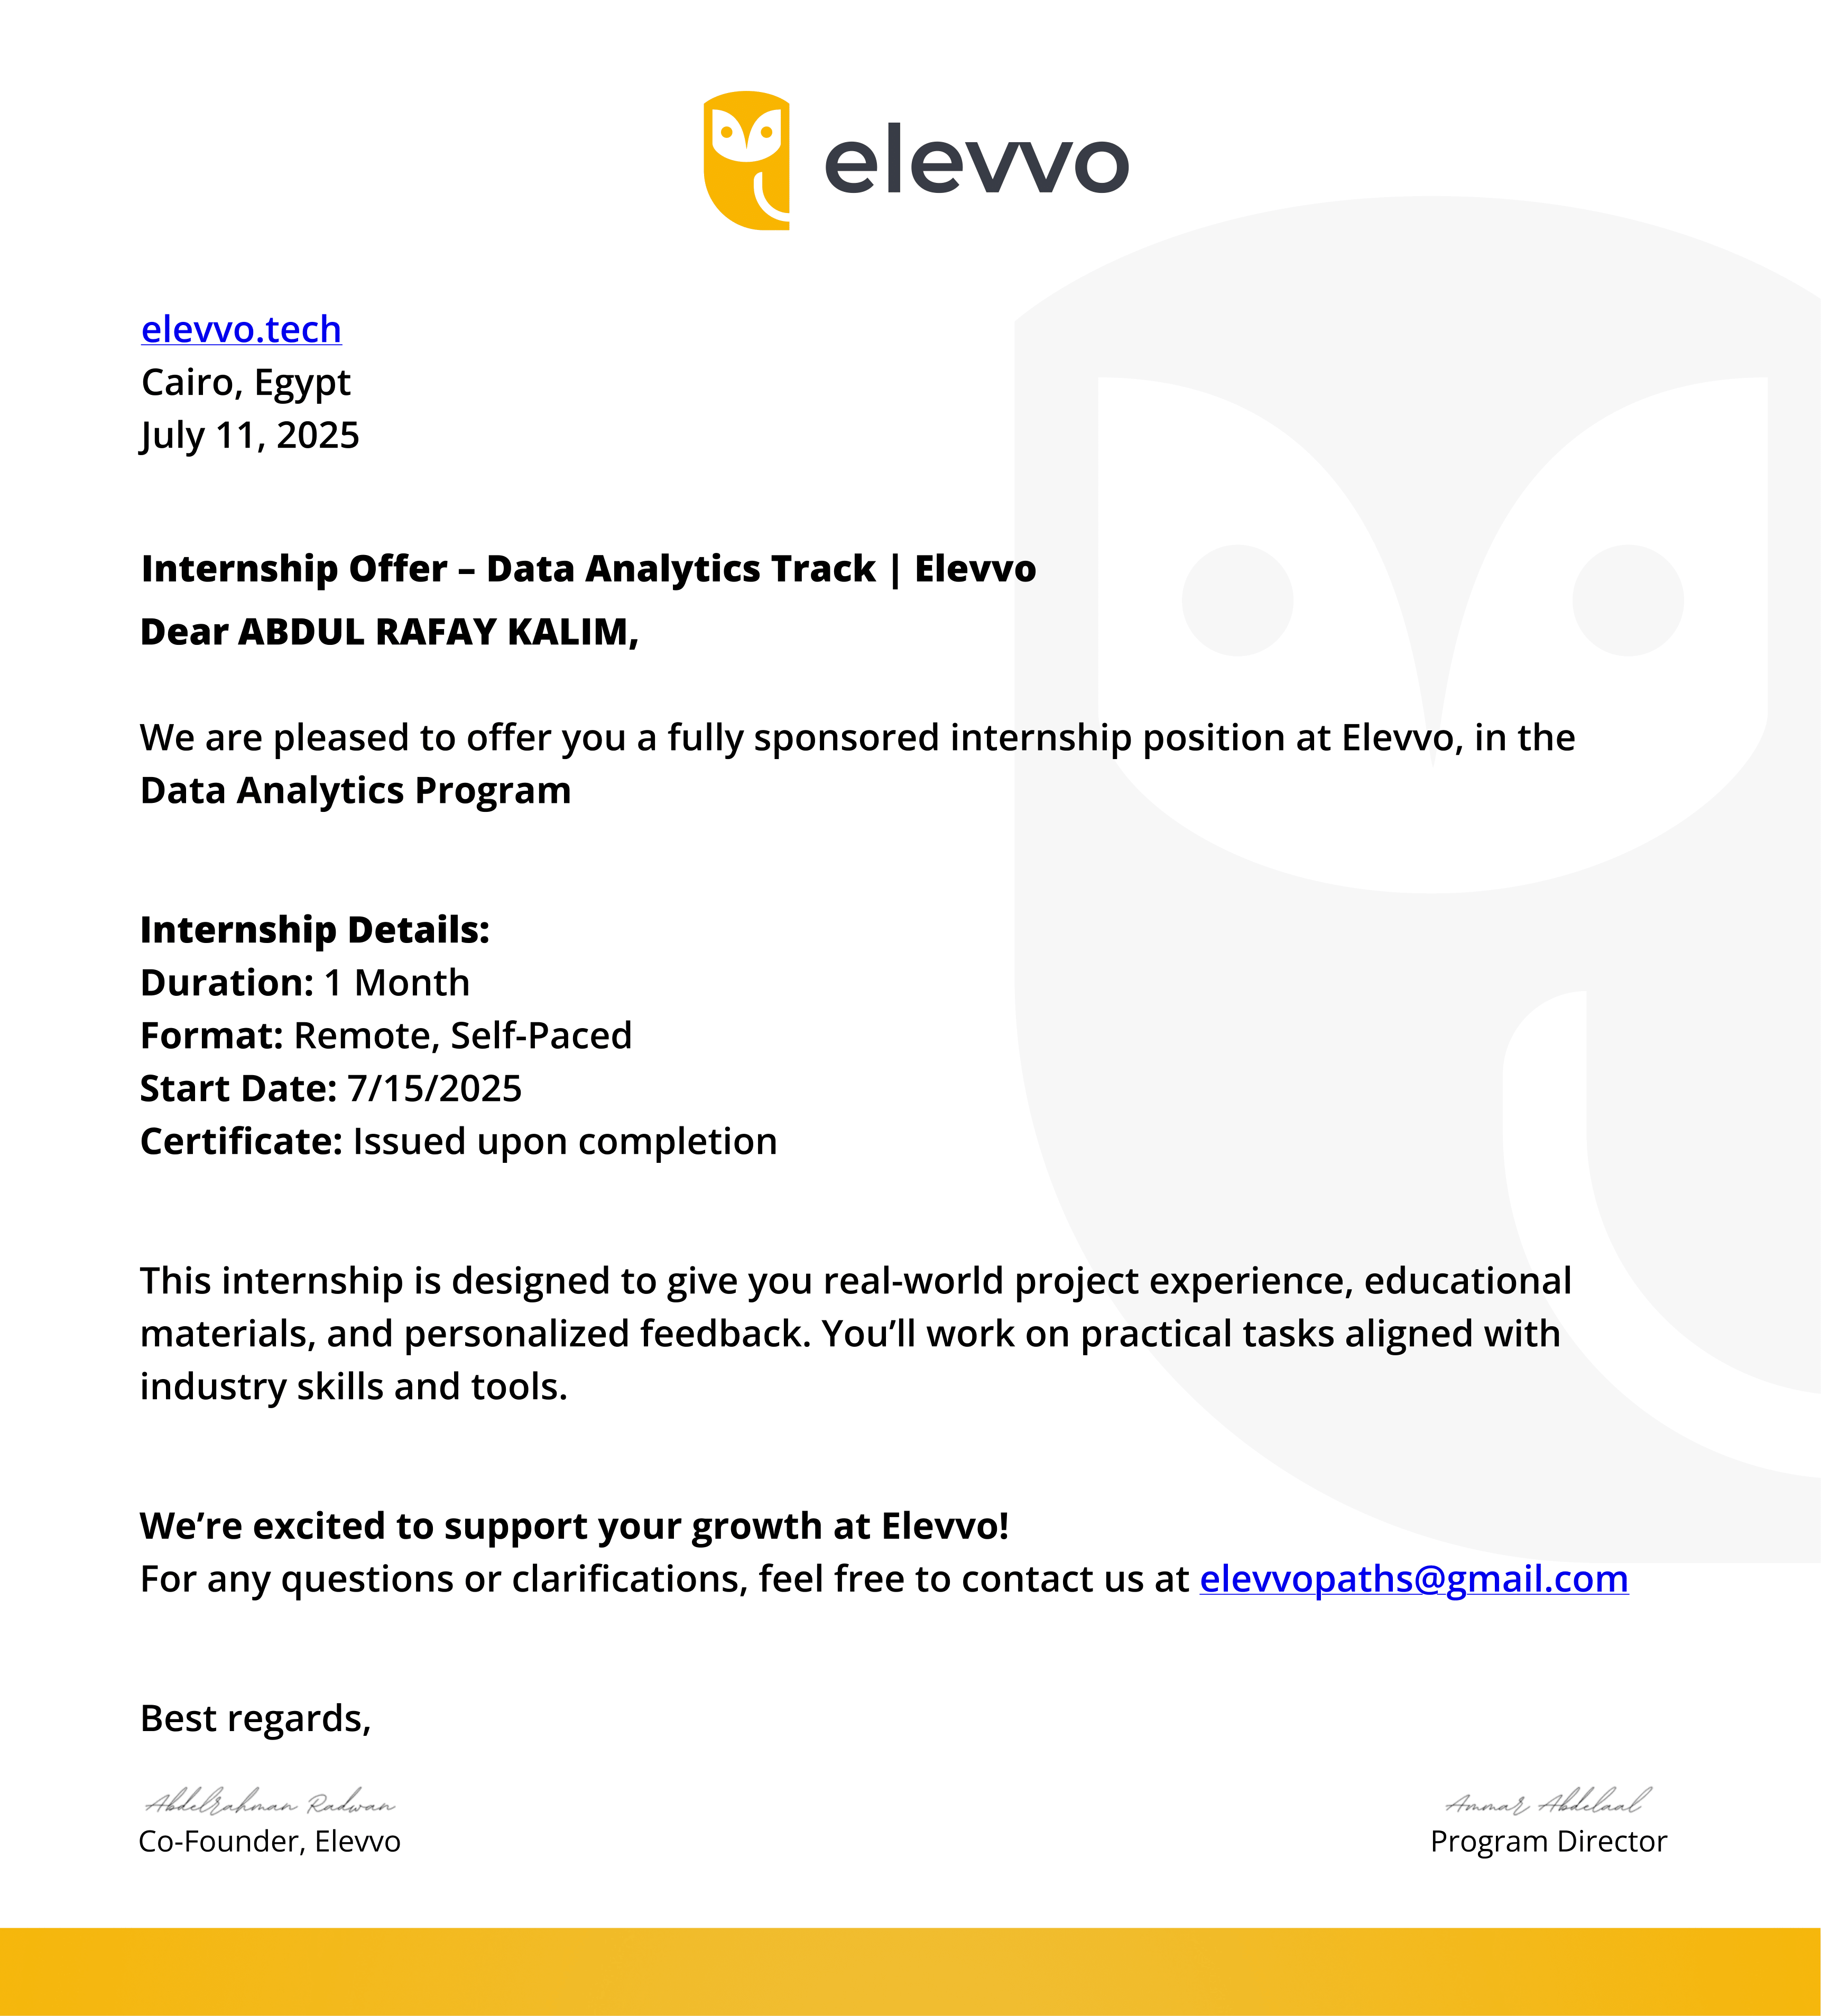 elevvo
elevvo.tech
Cairo, Egypt
July 11, 2025
Internship Offer – Data Analytics Track | Elevvo
Dear ABDUL RAFAY KALIM,
We are pleased to offer you a fully sponsored internship position at Elevvo, in the
Data Analytics Program
Internship Details:
Duration: 1 Month
Format: Remote, Self-Paced
Start Date: 7/15/2025
Certificate: Issued upon completion
This internship is designed to give you real-world project experience, educational
materials, and personalized feedback. You’ll work on practical tasks aligned with
industry skills and tools.
We’re excited to support your growth at Elevvo!
For any questions or clarifications, feel free to contact us at elevvopaths@gmail.com
Best regards,
Abdelrahman Radwan
Co-Founder, Elevvo
Ammar Abdelaal
Program Director